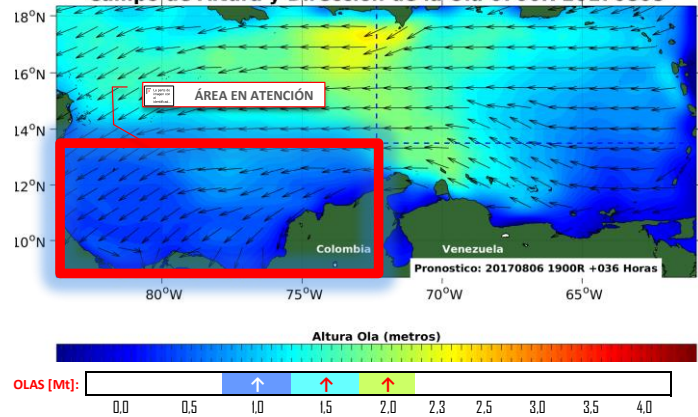 18°N
16°N
ÁREA EN ATENCIÓN
14°N
12°N
10°N
Colombia
Venezuela
Pronostico: 20170806 1900R +036 Horas
80°W
75°W
70°W
65°W
Altura Ola (metros)
OLAS [Mt]:
0,0 0,5 1,0 1,5 2,0 2,3 2,5 3,0 3,5 4,0